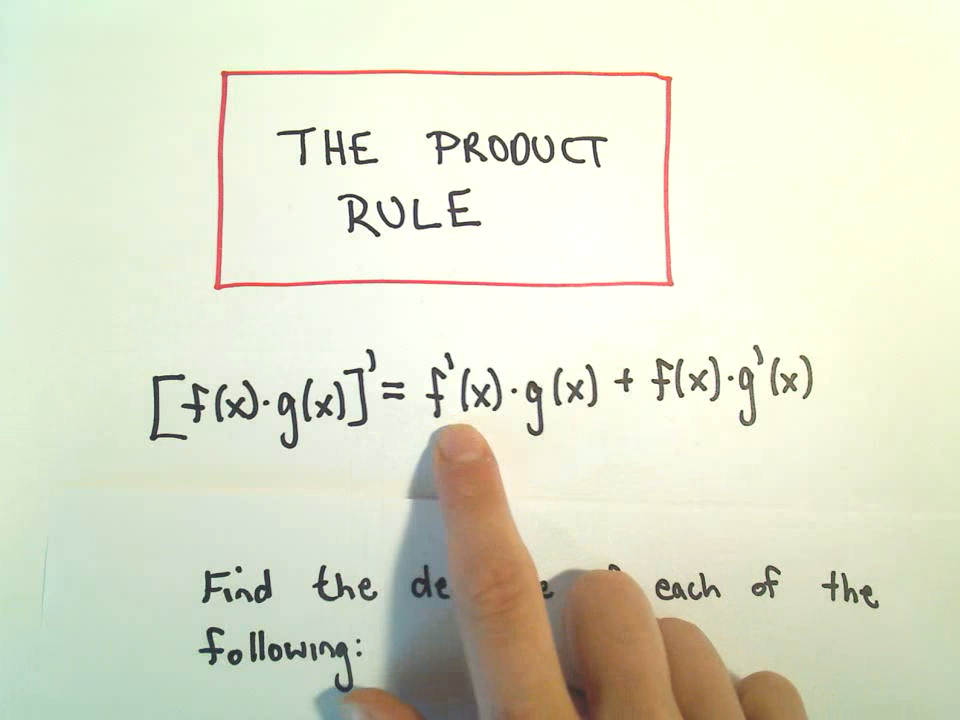 THE PRODUCT
RULE
[f(x)·g(x)]' = f'(x)·g(x) + f(x)·g'(x)
Find the each of the
following: